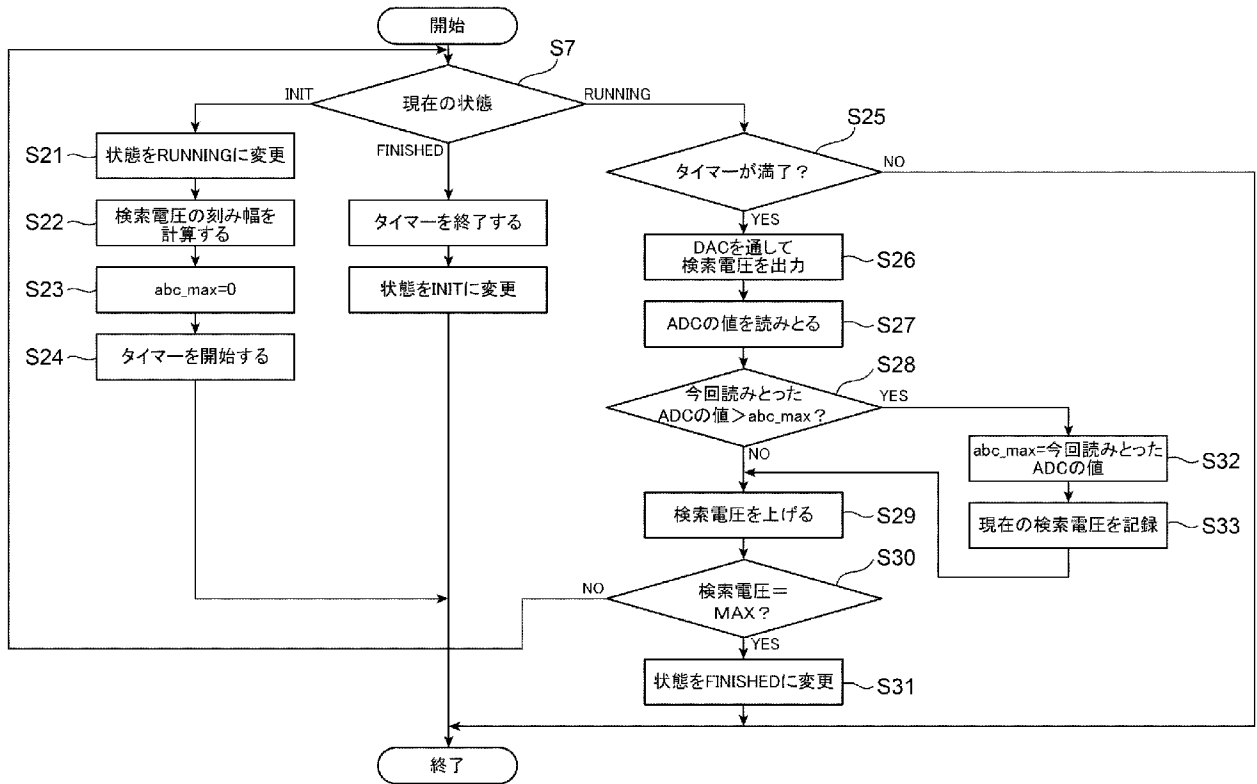 開始
S7
現在の状態
INIT
RUNNING
FINISHED
S21
状態をRUNNINGに変更
S22
検索電圧の刻み幅を
計算する
S23
abc_max=0
S24
タイマーを開始する
タイマーを終了する
状態をINITに変更
S25
タイマーが満了？
NO
YES
DACを通して
検索電圧を出力
S26
ADCの値を読みとる
S27
S28
今回読みとった
ADCの値＞abc_max？
YES
NO
abc_max=今回読みとった
ADCの値
S32
現在の検索電圧を記録
S33
検索電圧を上げる
S29
S30
検索電圧＝
MAX？
NO
YES
状態をFINISHEDに変更
S31
終了